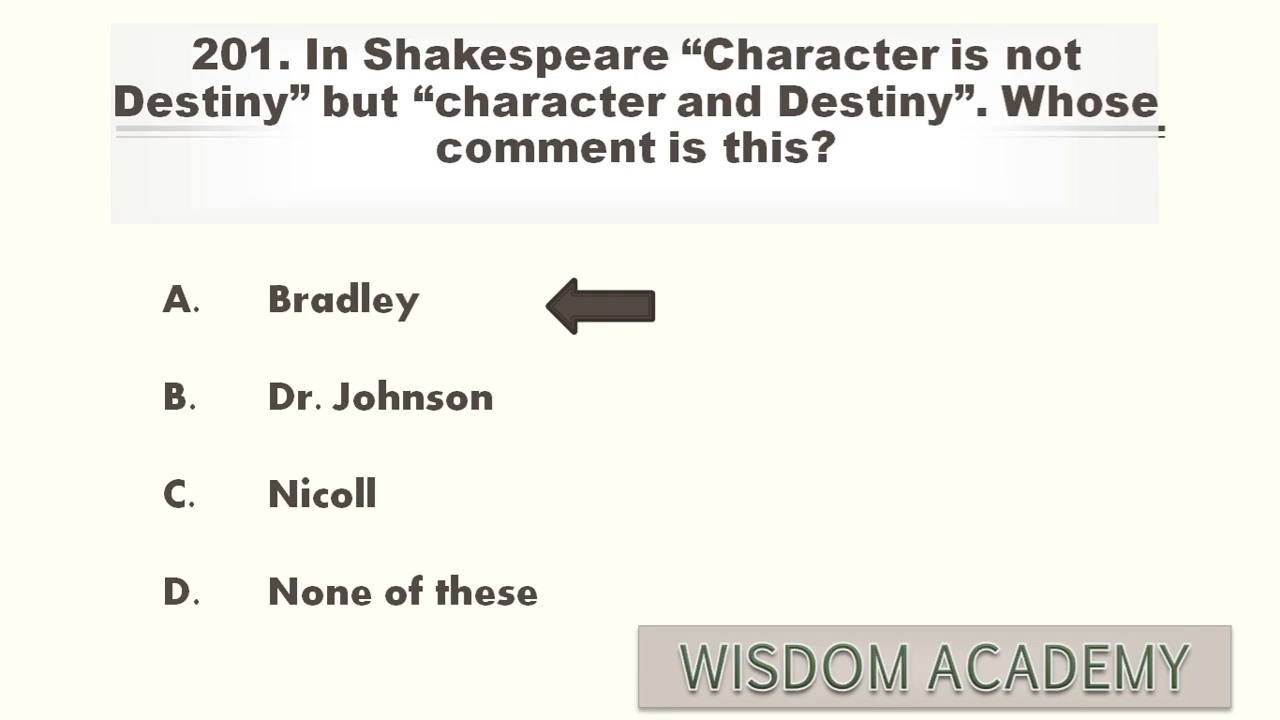 201. In Shakespeare “Character is not
Destiny” but “character and Destiny”. Whose
comment is this?
A. Bradley
B. Dr. Johnson
C. Nicoll
D. None of these
WISDOM ACADEMY